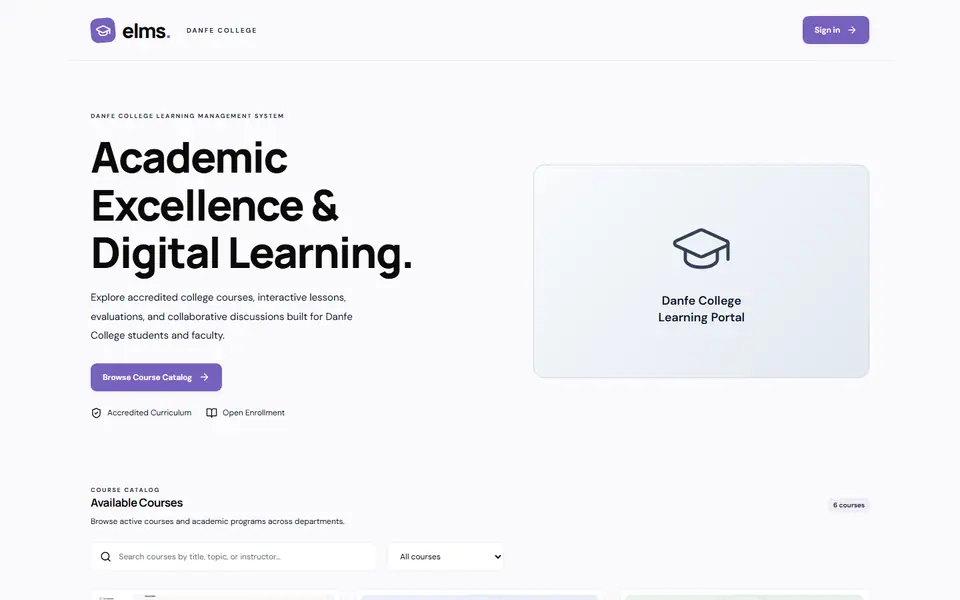 elms.
DANFE COLLEGE
Sign in
DANFE COLLEGE LEARNING MANAGEMENT SYSTEM
Academic
Excellence &
Digital Learning.
Explore accredited college courses, interactive lessons,
evaluations, and collaborative discussions built for Danfe
College students and faculty.
Browse Course Catalog
Accredited Curriculum
Open Enrollment
Danfe College
Learning Portal
COURSE CATALOG
Available Courses
Browse active courses and academic programs across departments.
6 courses
Search courses by title, topic, or instructor...
All courses